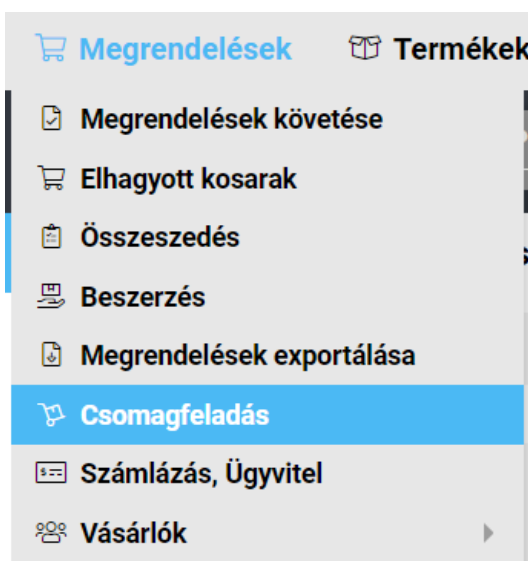 Megrendelések Termékek
Megrendelések követése
Elhagyott kosarak
Összeszedés
Beszerzés
Megrendelések exportálása
Csomagfeladás
Számlázás, Ügyvitel
Vásárlók